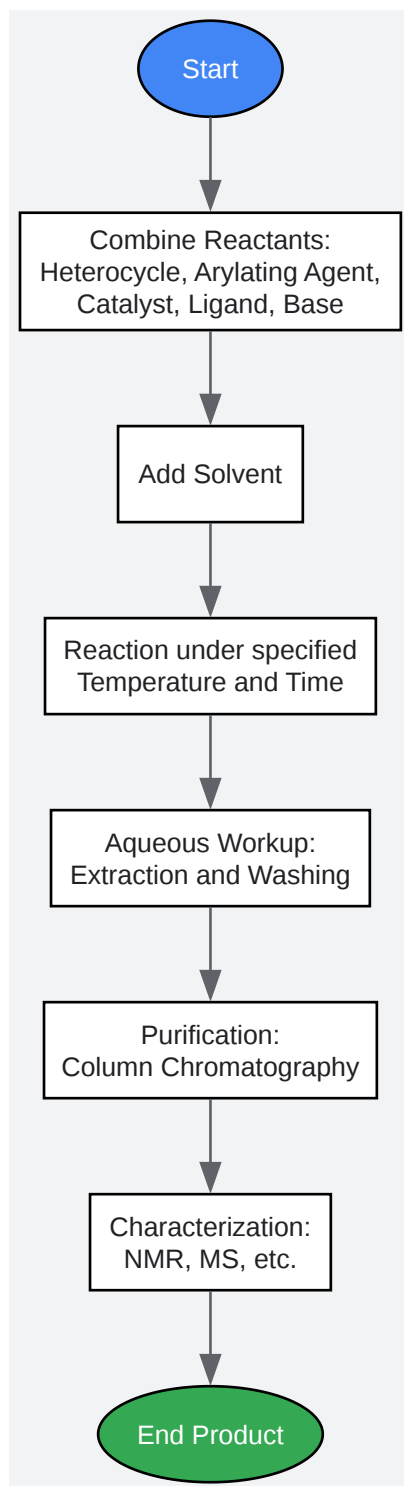 Start
Combine Reactants:
Heterocycle, Arylating Agent,
Catalyst, Ligand, Base
Add Solvent
Reaction under specified
Temperature and Time
Aqueous Workup:
Extraction and Washing
Purification:
Column Chromatography
Characterization:
NMR, MS, etc.
End Product